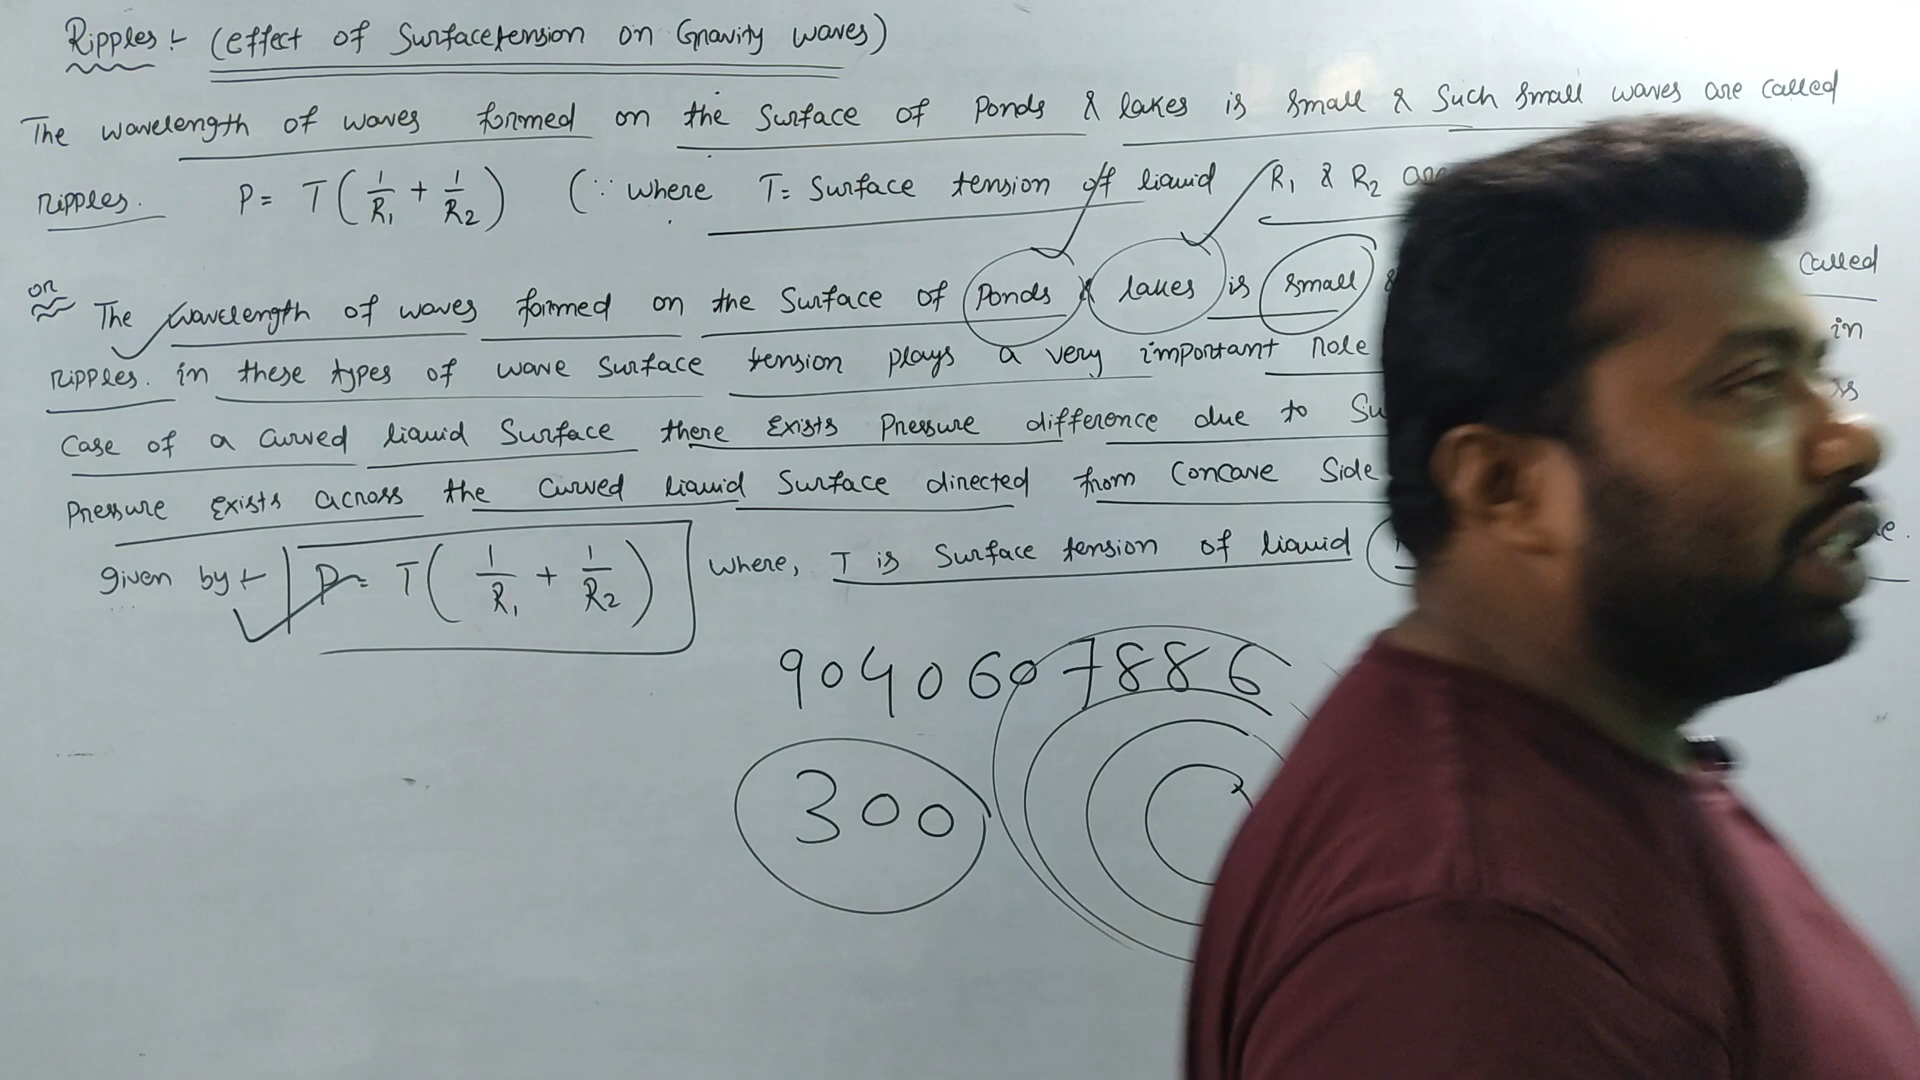 Ripples :- (effect of Surfacetension on Gravity waves)
The wavelength of waves formed on the Surface of Ponds & lakes is small & Such small waves are called
ripples. P = T ( 1/R₁ + 1/R₂ ) (∵ where T = Surface tension of liquid R₁ & R₂ are
or
The wavelength of waves formed on the Surface of Ponds & lakes is small & called
ripples. in these types of wave surface tension plays a very important role in
Case of a curved liquid Surface there exists Pressure difference due to
Pressure exists across the curved liquid Surface directed from Concave Side
given by :- P = T ( 1/R₁ + 1/R₂ ) where, T is Surface tension of liquid
9040607886
300